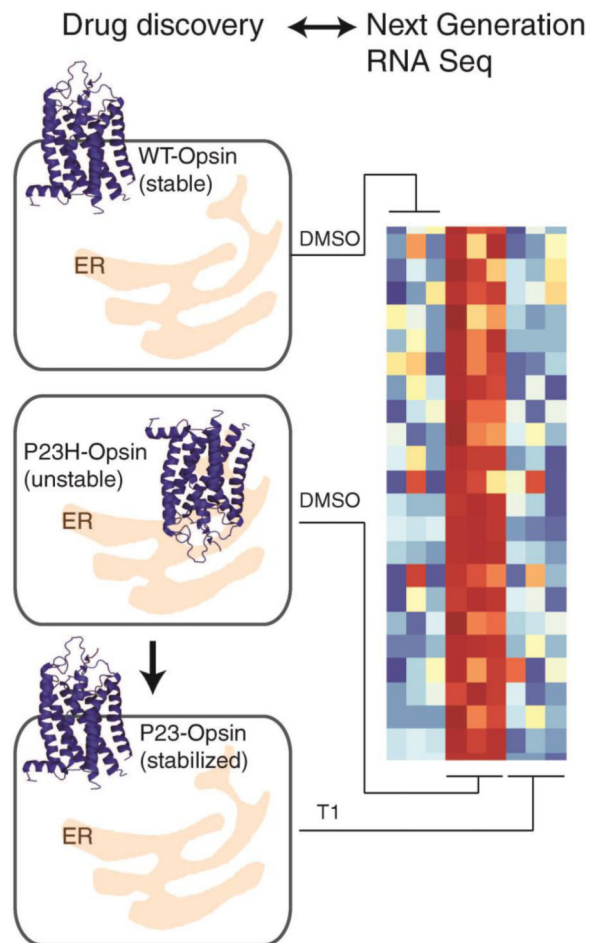 Drug discovery
Next Generation
RNA Seq
WT-Opsin
(stable)
ER
DMSO
P23H-Opsin
(unstable)
ER
DMSO
P23-Opsin
(stabilized)
ER
T1